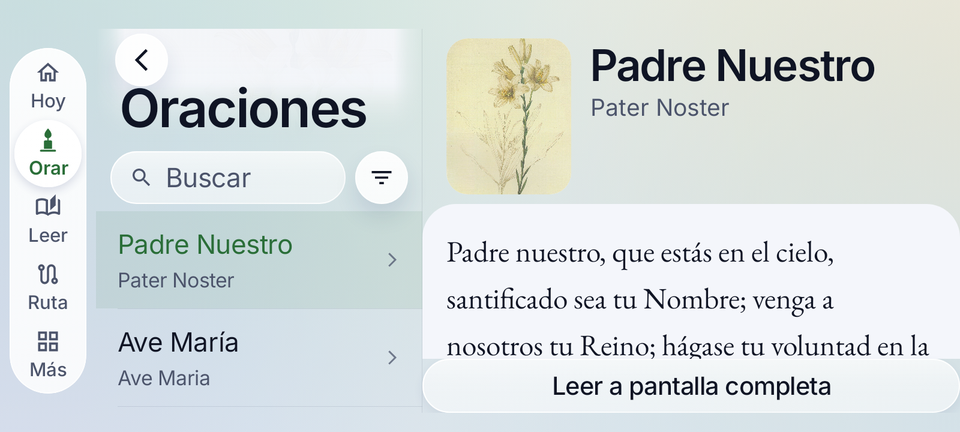 Hoy
Orar
Leer
Ruta
Más
Oraciones
Buscar
Padre Nuestro
Pater Noster
Ave María
Ave Maria
Padre Nuestro
Pater Noster
Padre nuestro, que estás en el cielo,
santificado sea tu Nombre; venga a
nosotros tu Reino; hágase tu voluntad en la
Leer a pantalla completa